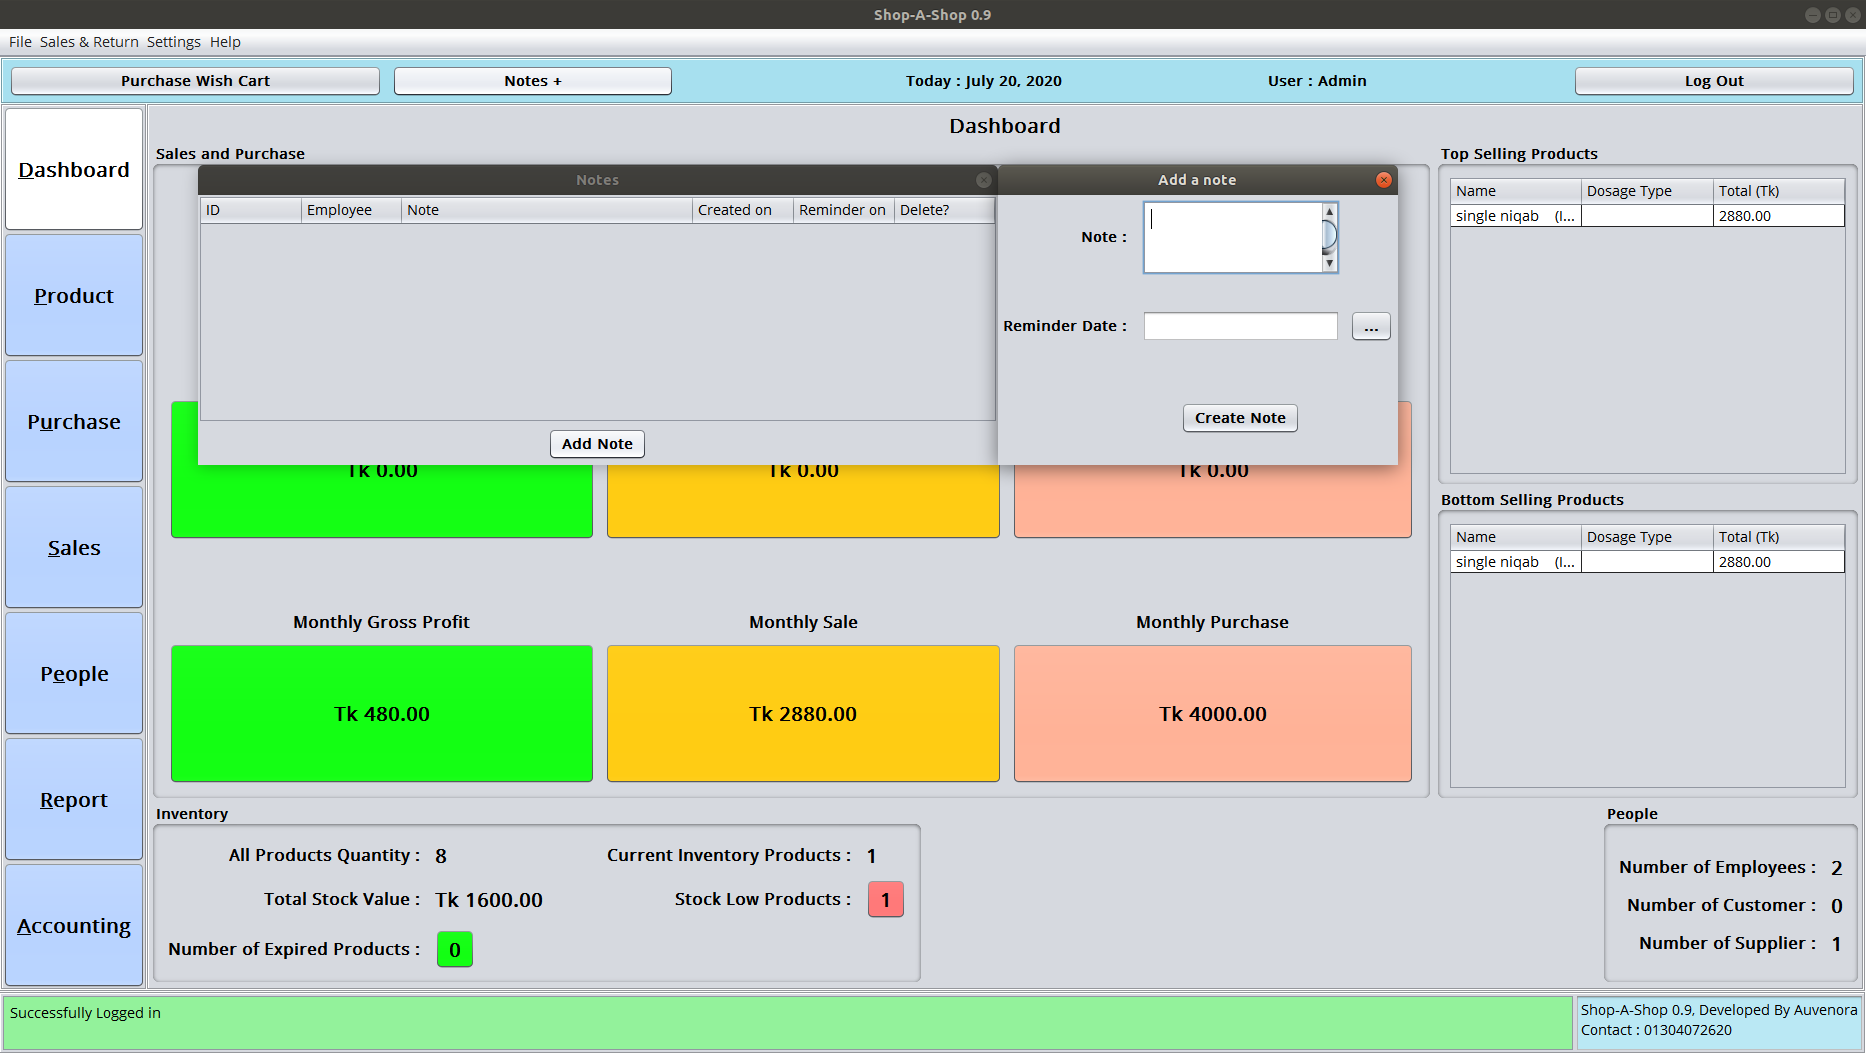 Shop-A-Shop 0.9
File Sales & Return Settings Help
Purchase Wish Cart Notes + Today : July 20, 2020 User : Admin Log Out
Dashboard
Product
Purchase
Sales
People
Report
Accounting
Dashboard
Sales and Purchase
Notes
ID Employee Note Created on Reminder on Delete?
Add Note
Add a note
Note :
Reminder Date : ...
Create Note
Tk 0.00 Tk 0.00 Tk 0.00
Monthly Gross Profit Monthly Sale Monthly Purchase
Tk 480.00 Tk 2880.00 Tk 4000.00
Top Selling Products
Name Dosage Type Total (Tk)
single niqab (I... 2880.00
Bottom Selling Products
Name Dosage Type Total (Tk)
single niqab (I... 2880.00
Inventory
All Products Quantity : 8 Current Inventory Products : 1
Total Stock Value : Tk 1600.00 Stock Low Products : 1
Number of Expired Products : 0
People
Number of Employees : 2
Number of Customer : 0
Number of Supplier : 1
Successfully Logged in
Shop-A-Shop 0.9, Developed By Auvenora
Contact : 01304072620